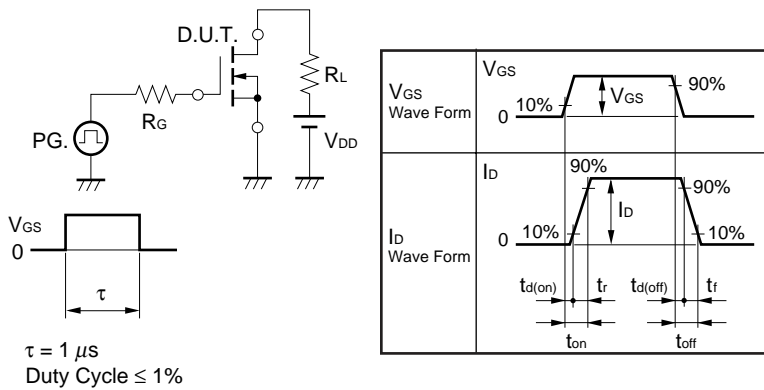 D.U.T.
RL
RG
PG.
VDD
VGS
0
τ
τ = 1 μs
Duty Cycle ≤ 1%
VGS
Wave Form
VGS
10%
VGS
90%
0
ID
Wave Form
ID
90%
90%
ID
10%
10%
0
td(on)
tr
td(off)
tf
ton
toff